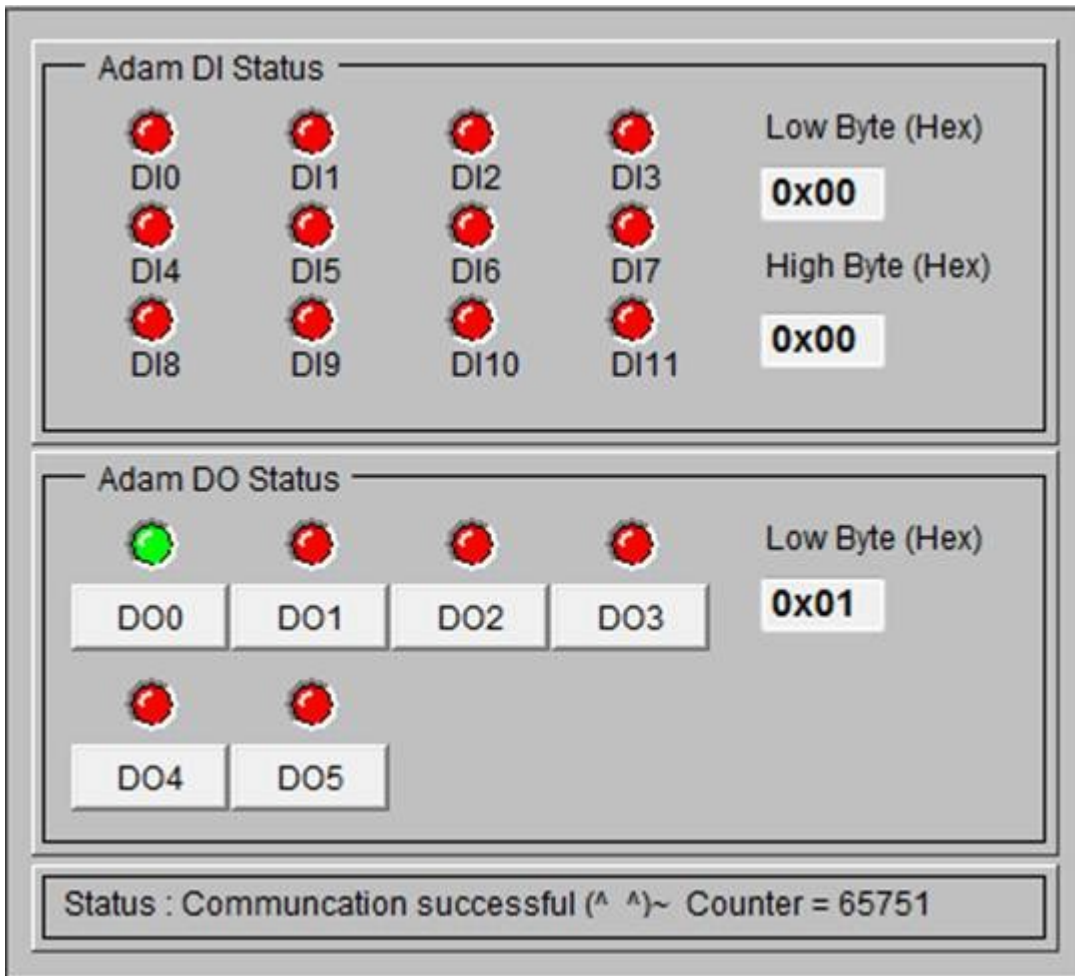 Adam DI Status
DI0 DI1 DI2 DI3
DI4 DI5 DI6 DI7
DI8 DI9 DI10 DI11
Low Byte (Hex)
0x00
High Byte (Hex)
0x00
Adam DO Status
DO0 DO1 DO2 DO3
DO4 DO5
Low Byte (Hex)
0x01
Status : Communcation successful (^ ^)~ Counter = 65751